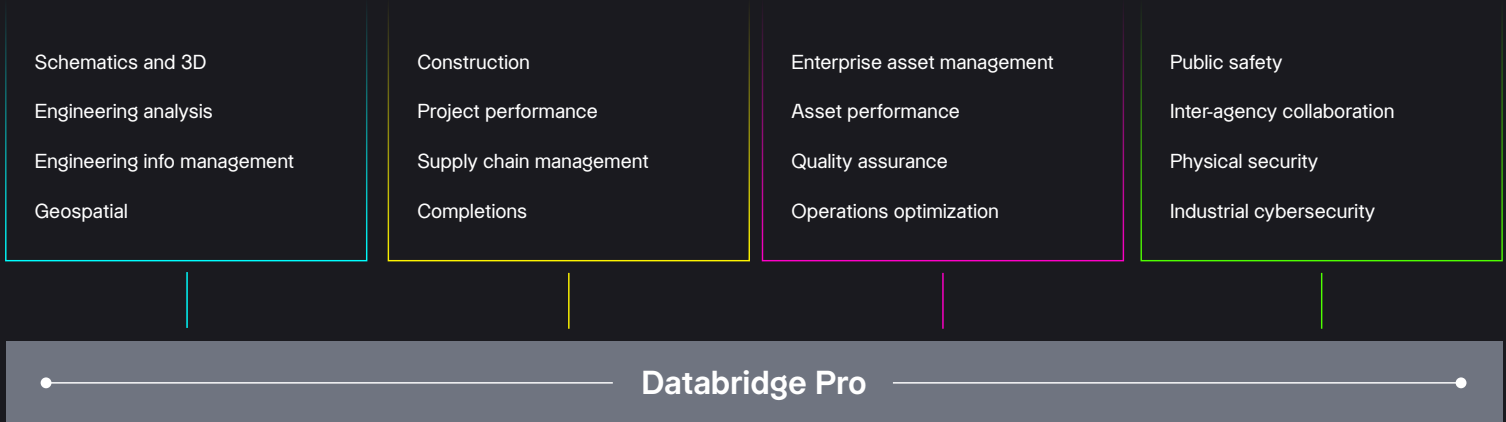 Schematics and 3D
Engineering analysis
Engineering info management
Geospatial
Construction
Project performance
Supply chain management
Completions
Enterprise asset management
Asset performance
Quality assurance
Operations optimization
Public safety
Inter-agency collaboration
Physical security
Industrial cybersecurity
Databridge Pro